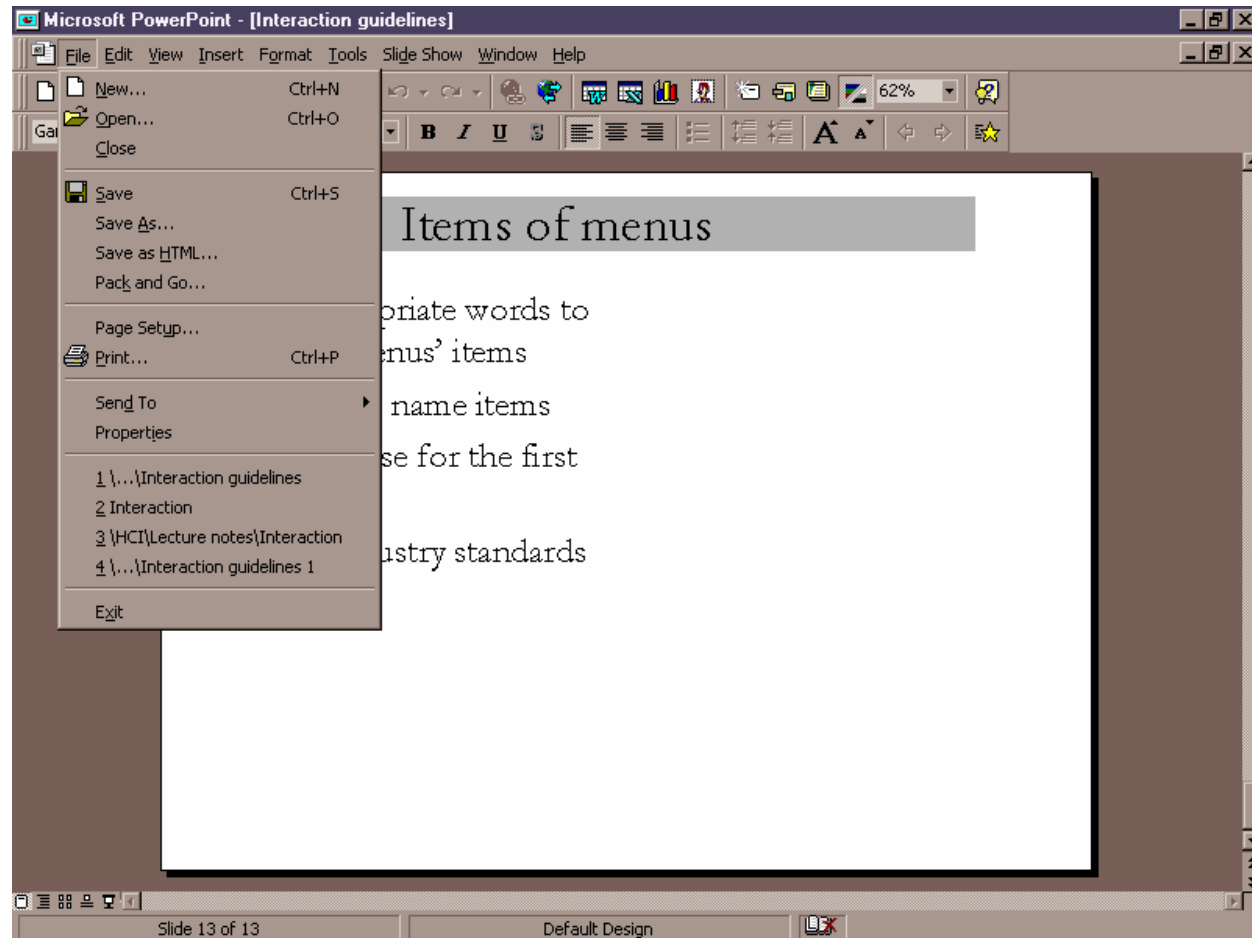 Microsoft PowerPoint - [Interaction guidelines]
File Edit View Insert Format Tools Slide Show Window Help
62%
B I U S A A
New... Ctrl+N
Open... Ctrl+O
Close
Save Ctrl+S
Save As...
Save as HTML...
Pack and Go...
Page Setup...
Print... Ctrl+P
Send To
Properties
1 \...\Interaction guidelines
2 Interaction
3 \HCI\Lecture notes\Interaction
4 \...\Interaction guidelines 1
Exit
Items of menus
priate words to
enus' items
name items
se for the first
ustry standards
Slide 13 of 13 Default Design